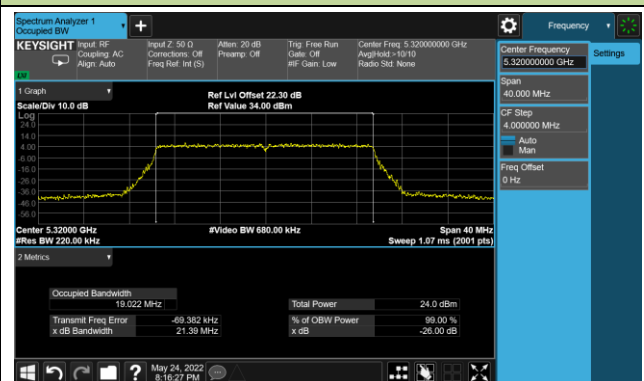 Spectrum Analyzer 1
Occupied BW
Frequency
KEYSIGHT
Input: RF
Coupling: AC
Align: Auto
Input Z: 50 Ω
Corrections: Off
Freq Ref: Int (S)
Atten: 20 dB
Preamp: Off
Trig: Free Run
Gate: Off
#IF Gain: Low
Center Freq: 5.320000000 GHz
Avg|Hold:>10/10
Radio Std: None
Center Frequency
5.320000000 GHz
Settings
Span
40.000 MHz
CF Step
4.000000 MHz
Auto
Man
Freq Offset
0 Hz
1 Graph
Scale/Div 10.0 dB
Ref Lvl Offset 22.30 dB
Ref Value 34.00 dBm
Log
24.0
14.0
4.00
-6.00
-16.0
-26.0
-36.0
-46.0
-56.0
Center 5.32000 GHz
#Res BW 220.00 kHz
#Video BW 680.00 kHz
Span 40 MHz
Sweep 1.07 ms (2001 pts)
2 Metrics
Occupied Bandwidth
19.022 MHz
Total Power
24.0 dBm
Transmit Freq Error
-69.382 kHz
% of OBW Power
99.00 %
x dB Bandwidth
21.39 MHz
x dB
-26.00 dB
?
May 24, 2022
8:16:27 PM